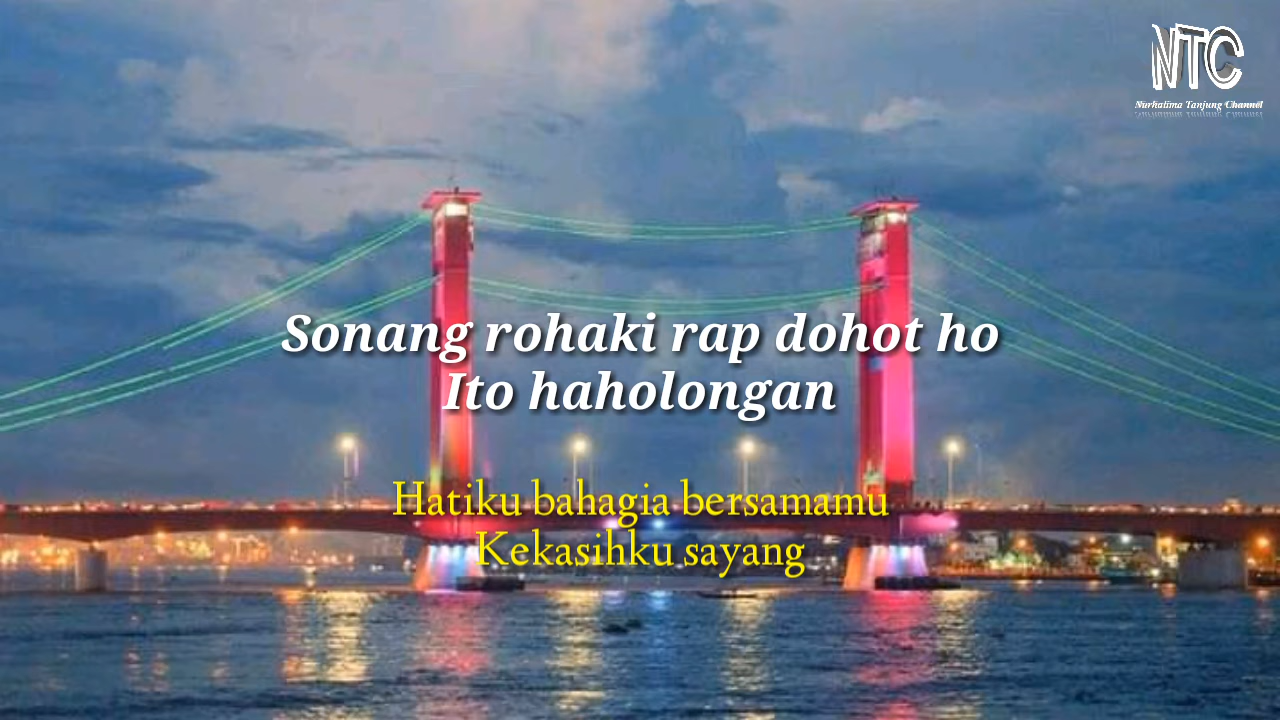 NTC
Nurhalima Tanjung Channel
Sonang rohaki rap dohot ho
Ito haholongan
Hatiku bahagia bersamamu
Kekasihku sayang